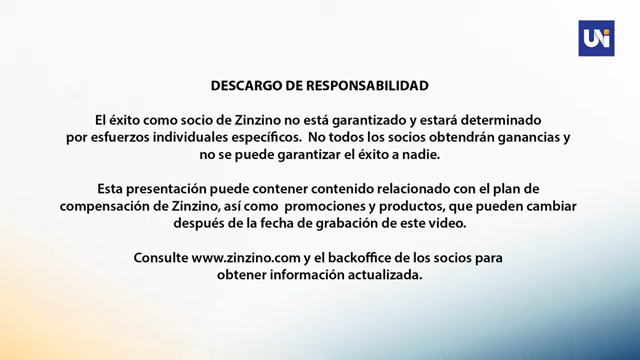 UNi
DESCARGO DE RESPONSABILIDAD
El éxito como socio de Zinzino no está garantizado y estará determinado
por esfuerzos individuales específicos. No todos los socios obtendrán ganancias y
no se puede garantizar el éxito a nadie.
Esta presentación puede contener contenido relacionado con el plan de
compensación de Zinzino, así como promociones y productos, que pueden cambiar
después de la fecha de grabación de este video.
Consulte www.zinzino.com y el backoffice de los socios para
obtener información actualizada.